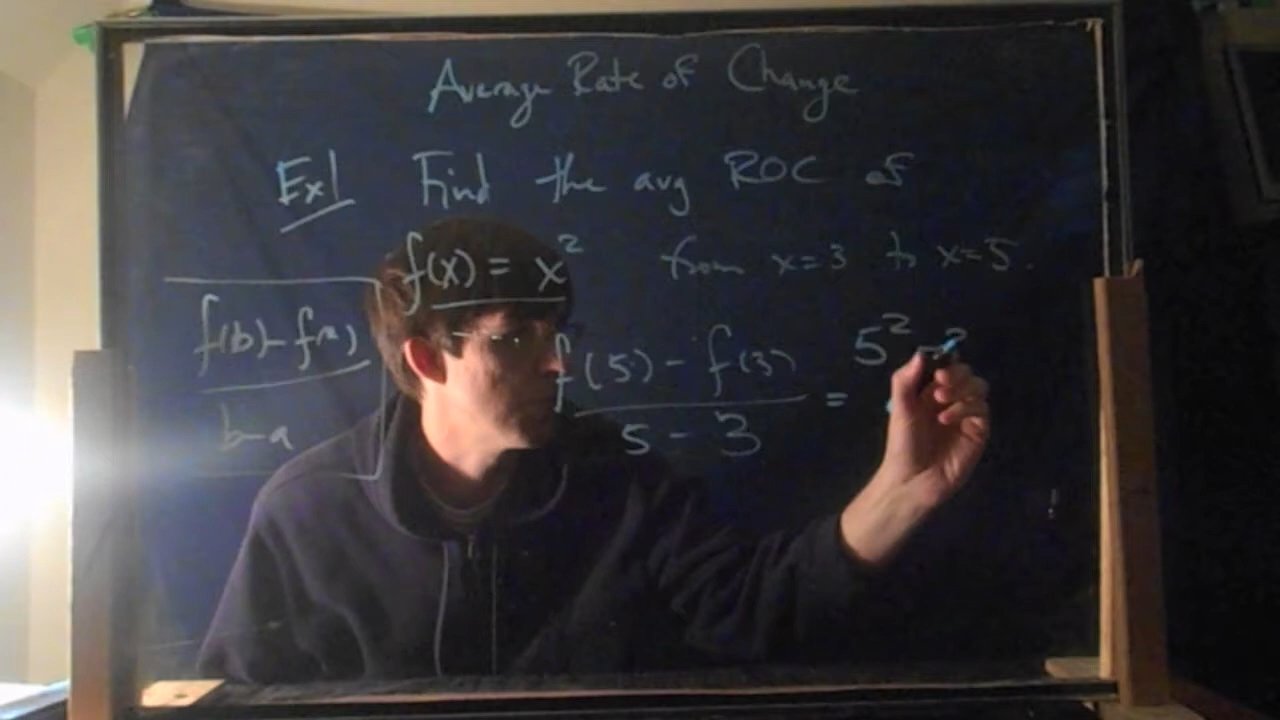 Average Rate of Change
Ex1 Find the avg ROC of
f(x) = x² from x=3 to x=5.
f(b)-f(a)
b-a
f(5) - f(3)
5 - 3
= 5² -